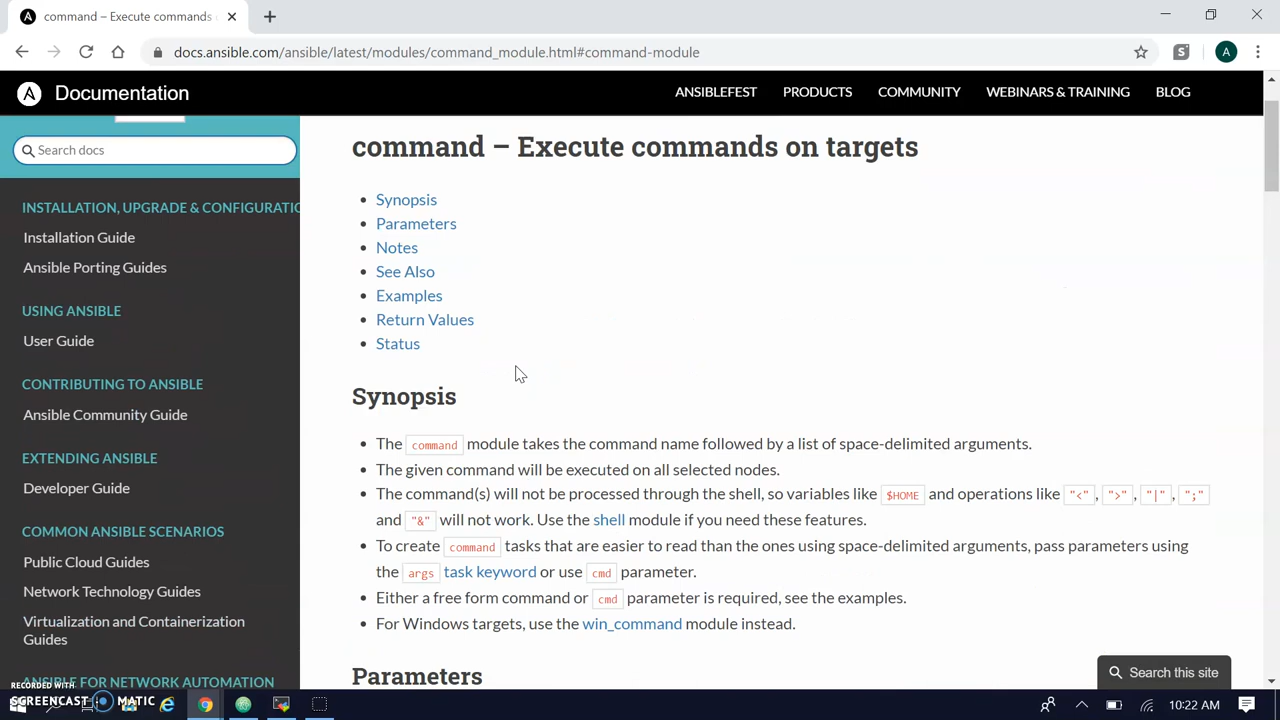 command – Execute commands
docs.ansible.com/ansible/latest/modules/command_module.html#command-module
S
A
Documentation
ANSIBLEFEST PRODUCTS COMMUNITY WEBINARS & TRAINING BLOG
Search docs
INSTALLATION, UPGRADE & CONFIGURATIO
Installation Guide
Ansible Porting Guides
USING ANSIBLE
User Guide
CONTRIBUTING TO ANSIBLE
Ansible Community Guide
EXTENDING ANSIBLE
Developer Guide
COMMON ANSIBLE SCENARIOS
Public Cloud Guides
Network Technology Guides
Virtualization and Containerization
Guides
ANSIBLE FOR NETWORK AUTOMATION
command – Execute commands on targets
Synopsis
Parameters
Notes
See Also
Examples
Return Values
Status
Synopsis
The command module takes the command name followed by a list of space-delimited arguments.
The given command will be executed on all selected nodes.
The command(s) will not be processed through the shell, so variables like $HOME and operations like "<", ">", "|", ";"
and "&" will not work. Use the shell module if you need these features.
To create command tasks that are easier to read than the ones using space-delimited arguments, pass parameters using
the args task keyword or use cmd parameter.
Either a free form command or cmd parameter is required, see the examples.
For Windows targets, use the win_command module instead.
Parameters
Search this site
RECORDED WITH
SCREENCAST MATIC
10:22 AM